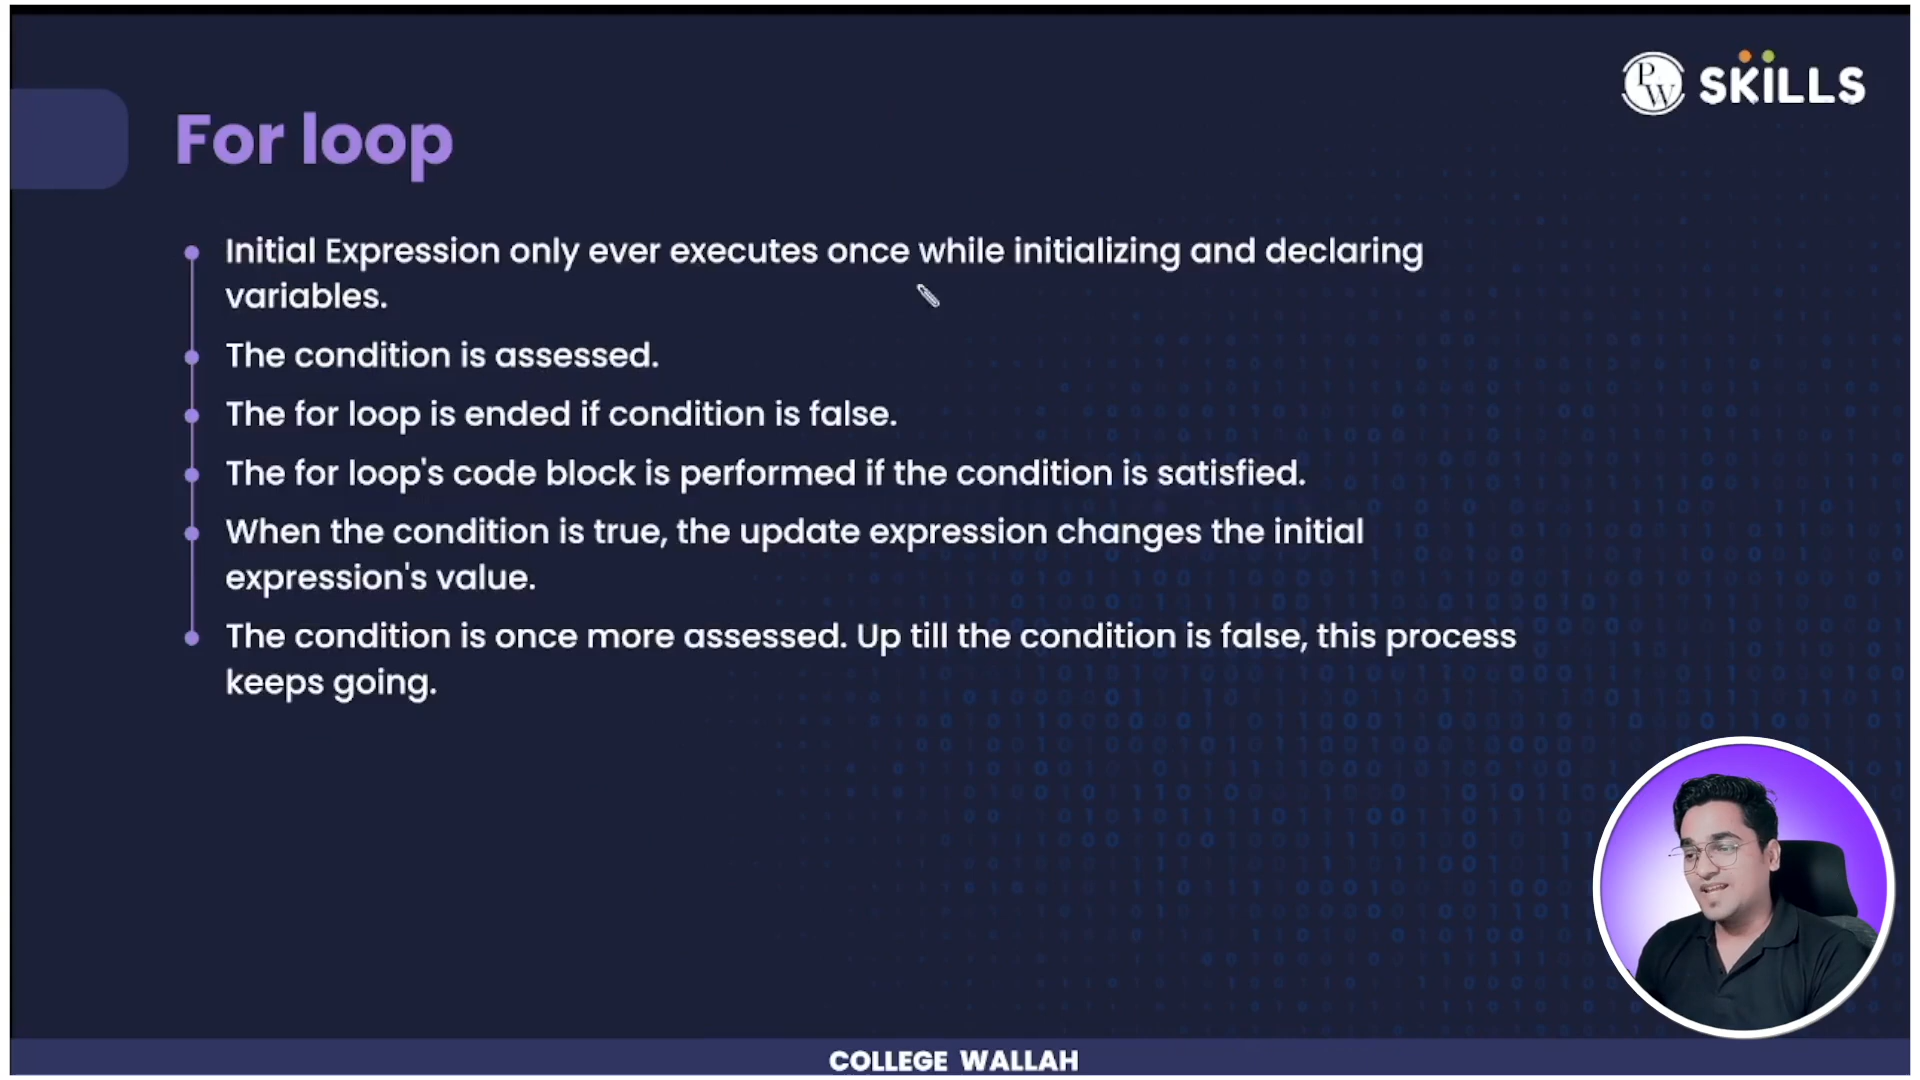 PW SKILLS
For loop
Initial Expression only ever executes once while initializing and declaring
variables.
The condition is assessed.
The for loop is ended if condition is false.
The for loop's code block is performed if the condition is satisfied.
When the condition is true, the update expression changes the initial
expression's value.
The condition is once more assessed. Up till the condition is false, this process
keeps going.
COLLEGE WALLAH